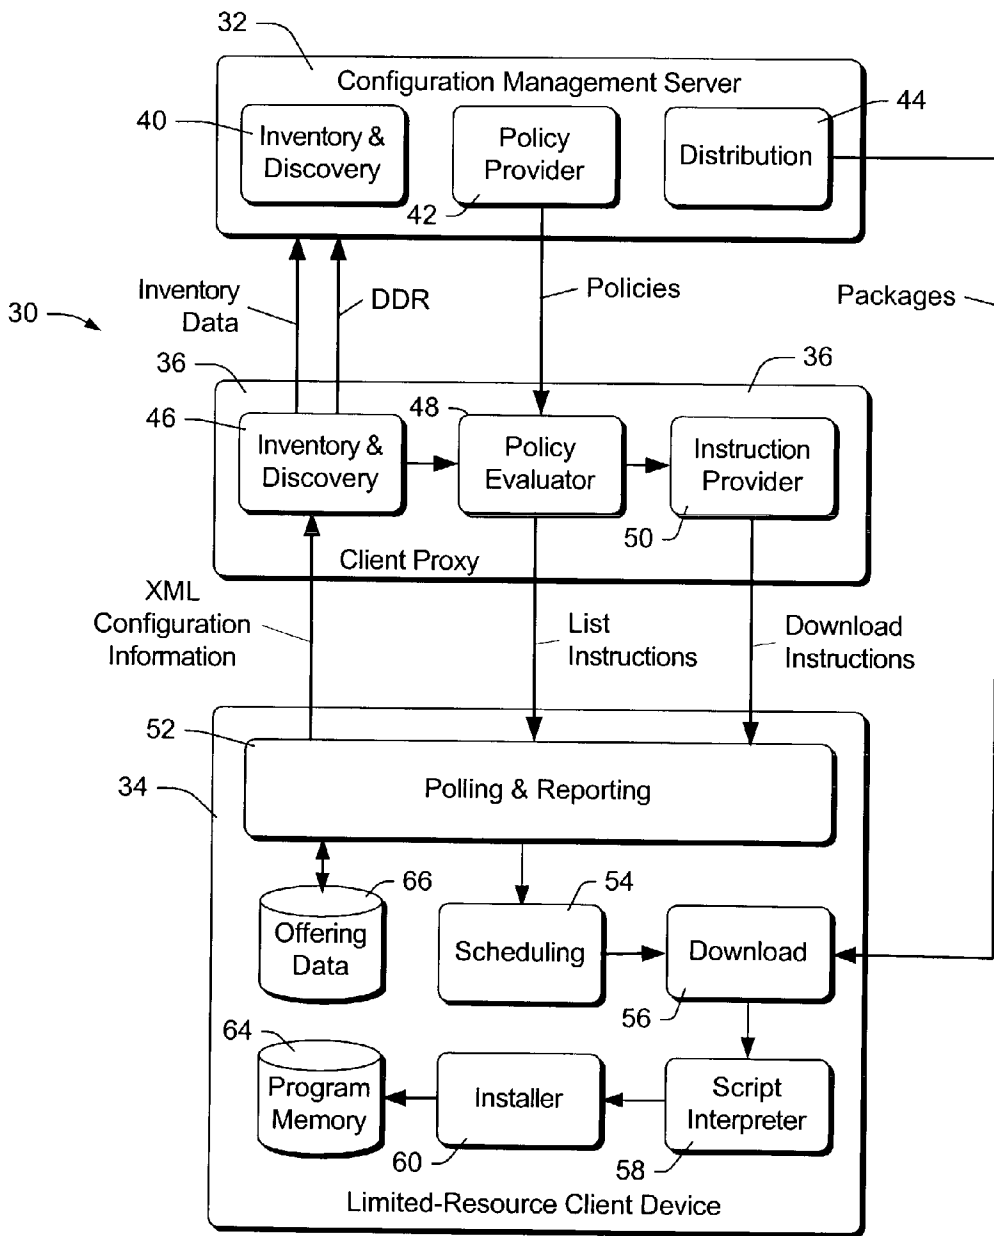 32
Configuration Management Server
40
Inventory &
Discovery
Policy
Provider
42
Distribution
44
Inventory
Data
DDR
Policies
Packages
30
36
36
46
Inventory &
Discovery
48
Policy
Evaluator
Instruction
Provider
50
Client Proxy
XML
Configuration
Information
List
Instructions
Download
Instructions
52
34
Polling & Reporting
66
Offering
Data
54
Scheduling
Download
56
64
Program
Memory
Installer
60
Script
Interpreter
58
Limited-Resource Client Device